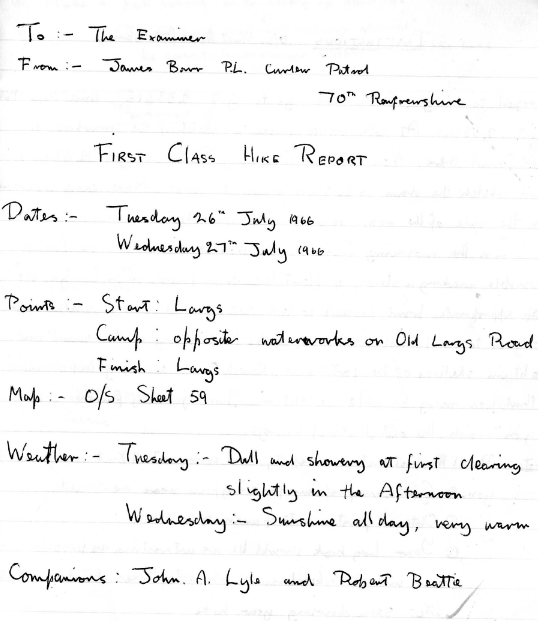 To :- The Examiner
From :- James Barr P.L. Curlew Patrol
70th Renfrewshire
FIRST CLASS HIKE REPORT
Dates :- Tuesday 26th July 1966
Wednesday 27th July 1966
Points :- Start : Largs
Camp : opposite waterworks on Old Largs Road
Finish : Largs
Map :- O/S Sheet 59
Weather :- Tuesday :- Dull and showery at first clearing
slightly in the Afternoon
Wednesday :- Sunshine all day, very warm
Companions : John. A. Lyle and Robert Beattie